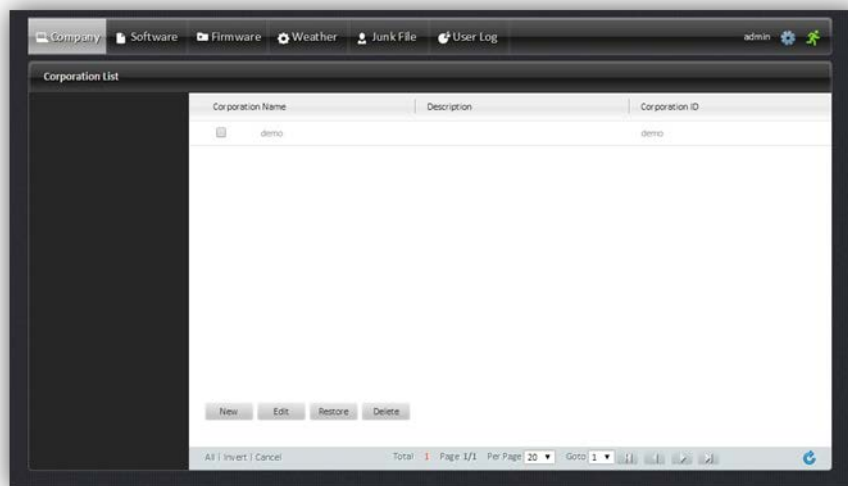 Company Software Firmware Weather Junk File User Log admin
Corporation List
Corporation Name Description Corporation ID
demo demo
New Edit Restore Delete
All | Invert | Cancel Total 1 Page 1/1 Per Page 20 Goto 1